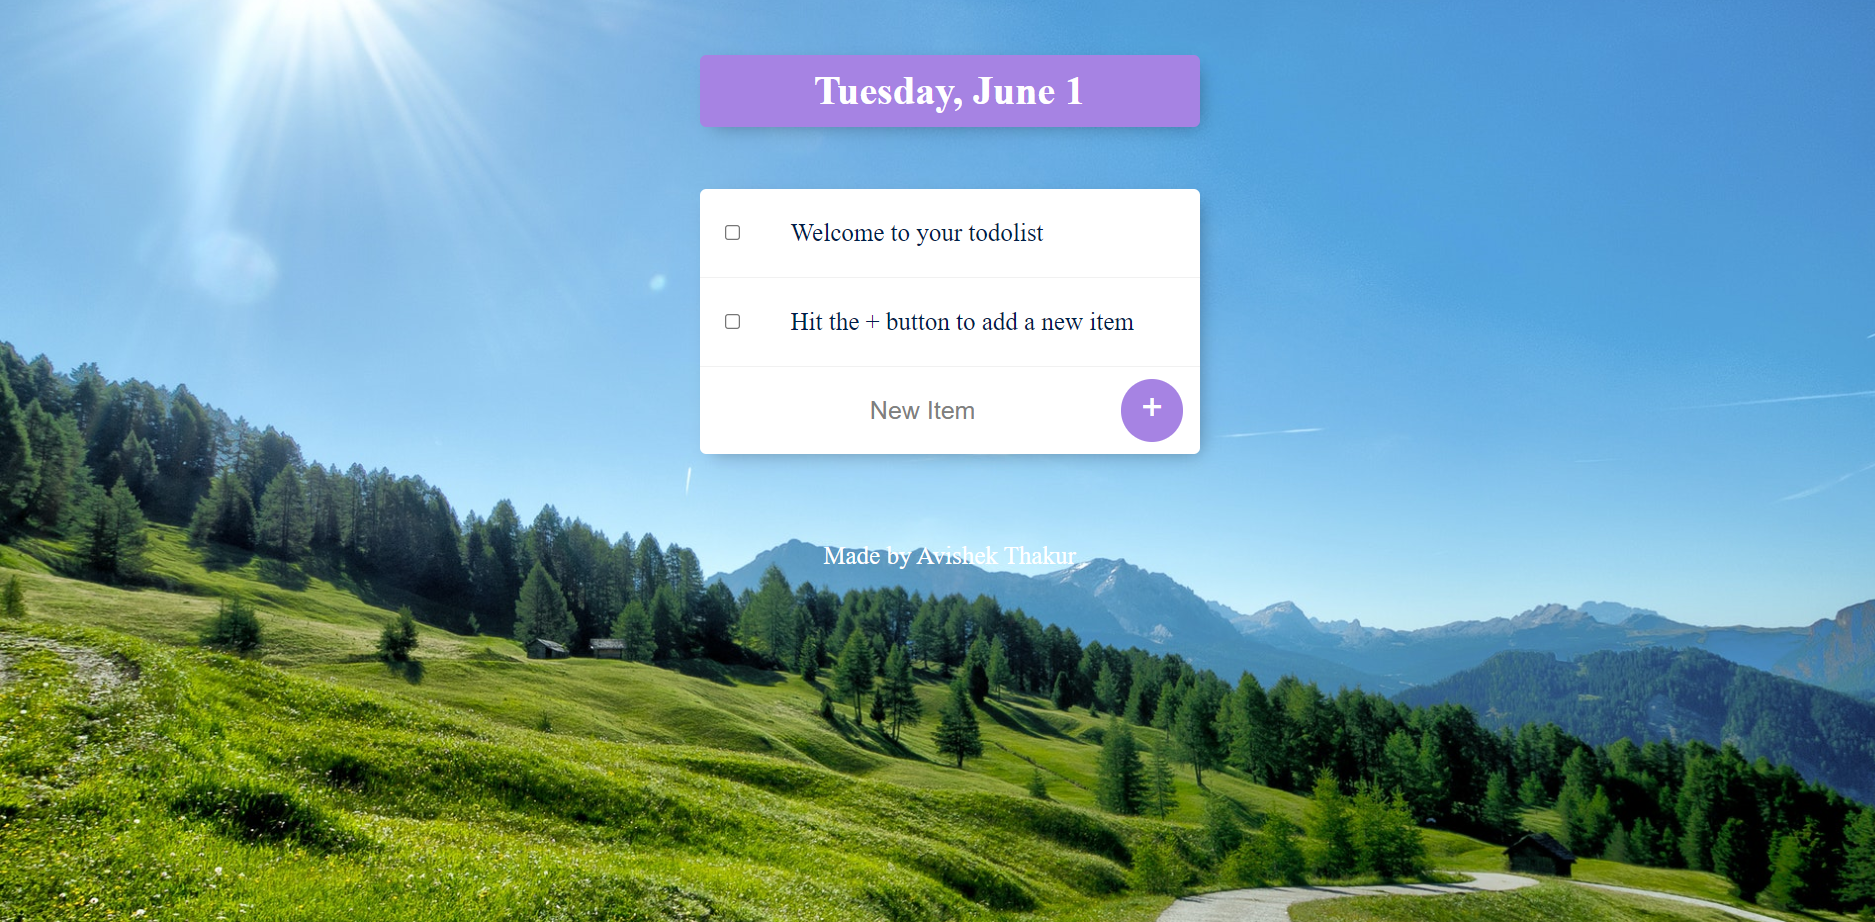 Tuesday, June 1
Welcome to your todolist
Hit the + button to add a new item
New Item
+
Made by Avishek Thakur